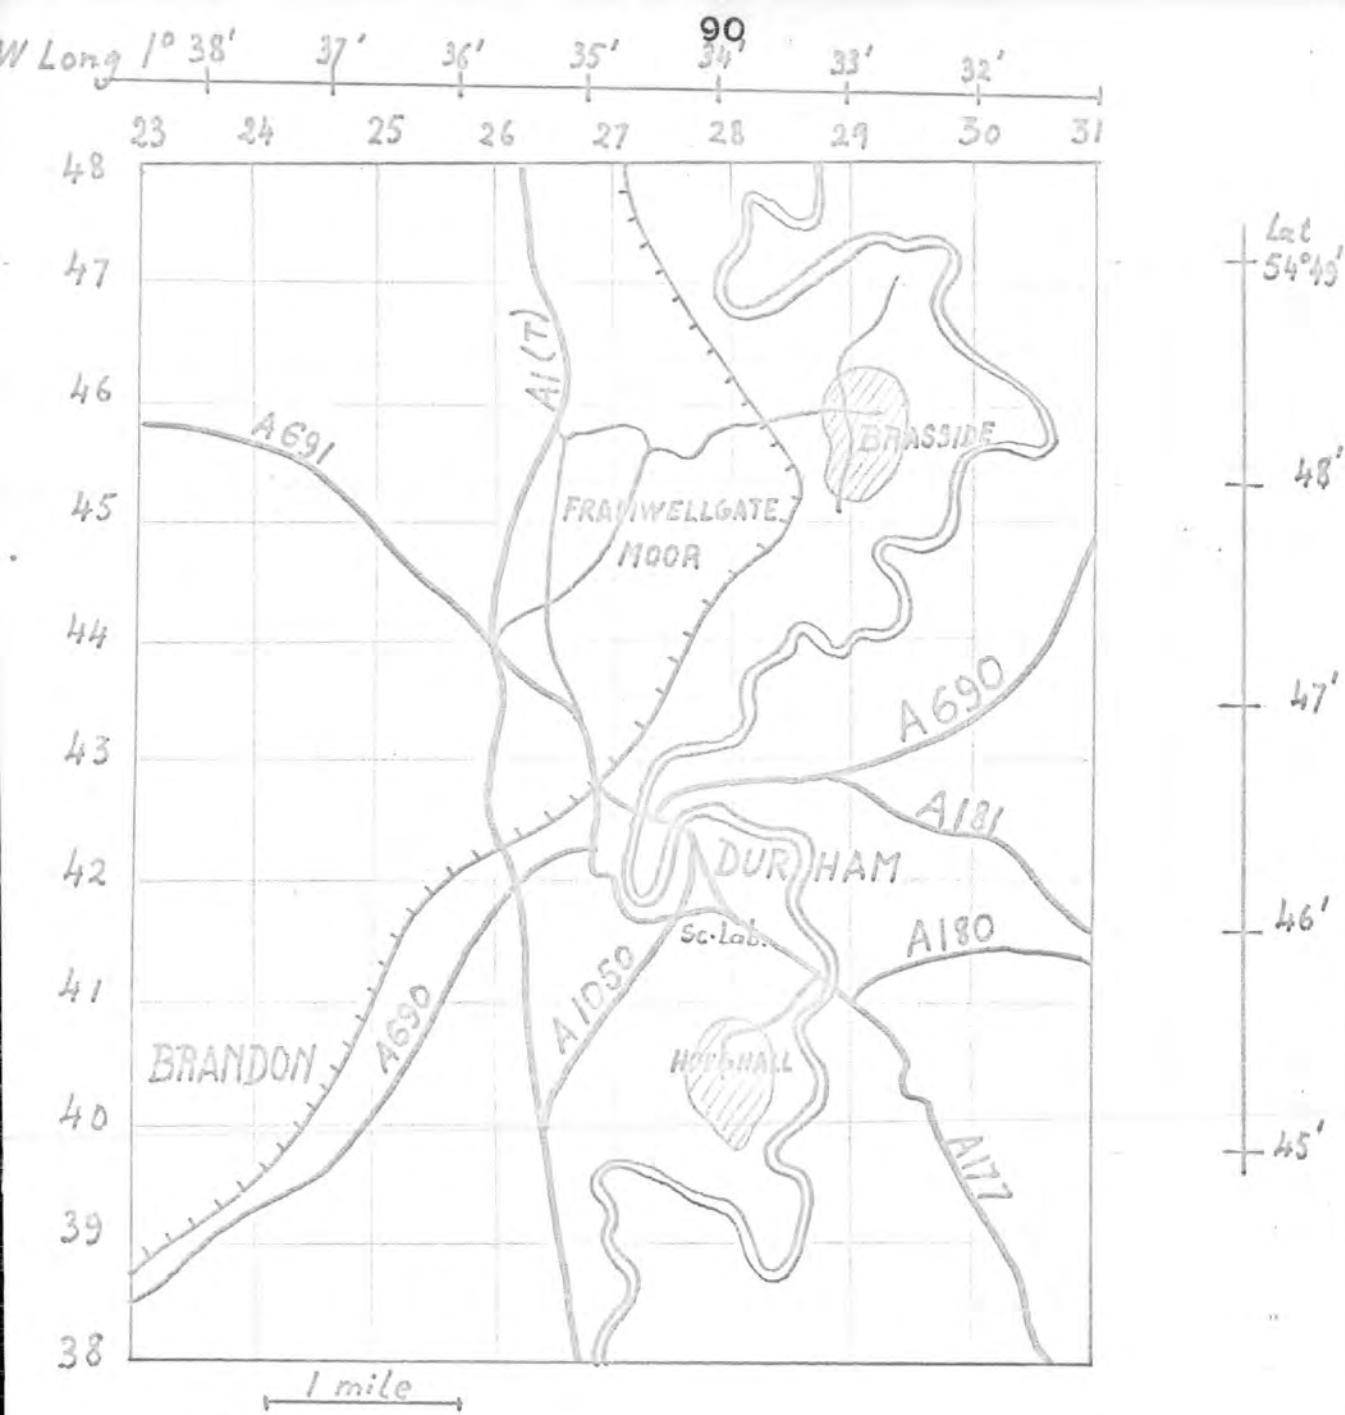 90
W Long 1° 38' 37' 36' 35' 34' 33' 32'
23 24 25 26 27 28 29 30 31
48
47
46
45
44
43
42
41
40
39
38
Lat
54°49'
48'
47'
46'
45'
A1(T)
A691
BRASSIDE
FRAMWELLGATE
MOOR
A690
A181
DURHAM
Sc. Lab.
A180
A1050
A690
BRANDON
HOUGHALL
A177
1 mile